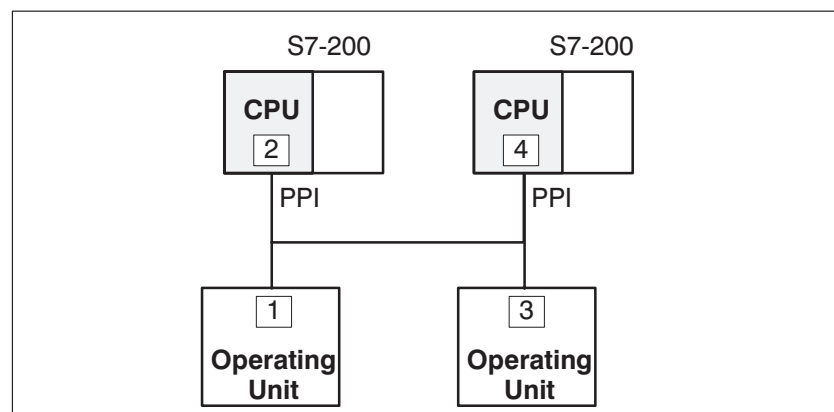 S7-200
S7-200
CPU
2
CPU
4
PPI
PPI
1
Operating
Unit
3
Operating
Unit